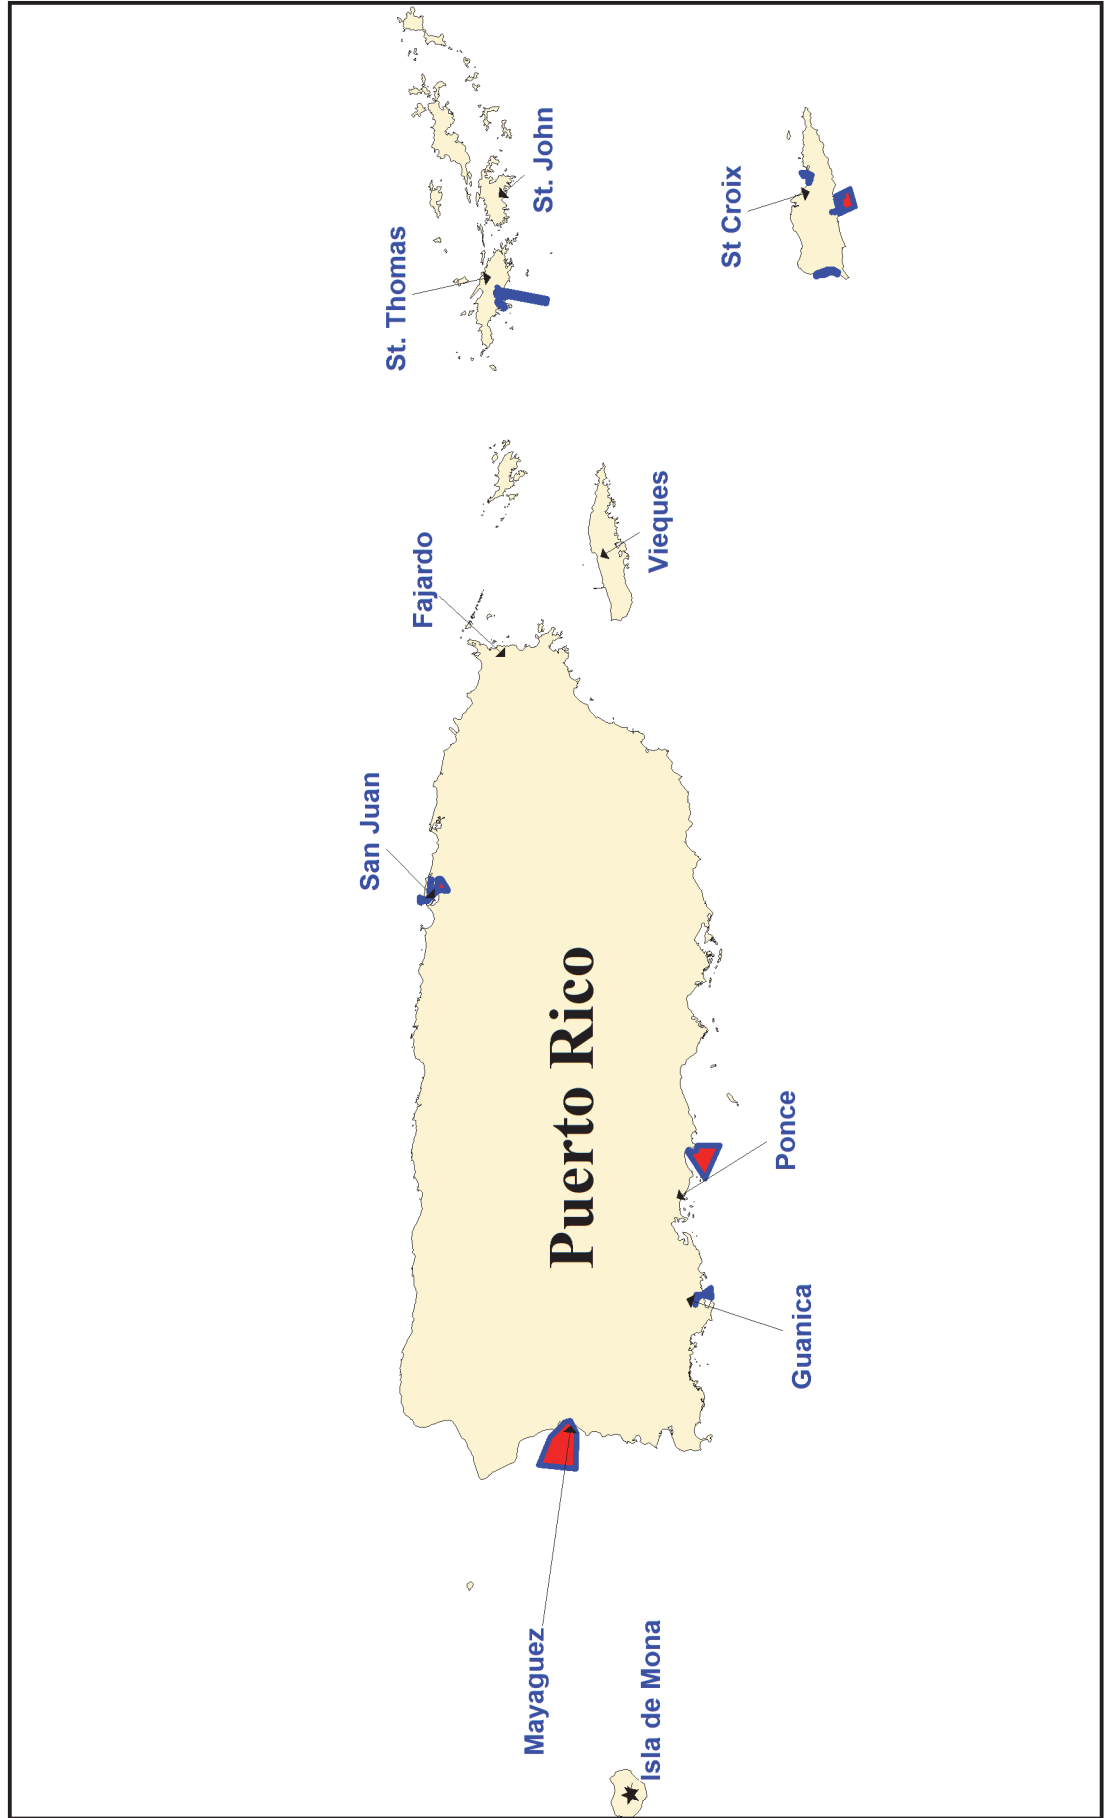 St. John
St. Thomas
St Croix
Fajardo
Vieques
San Juan
Puerto Rico
Ponce
Guanica
Mayaguez
Isla de Mona